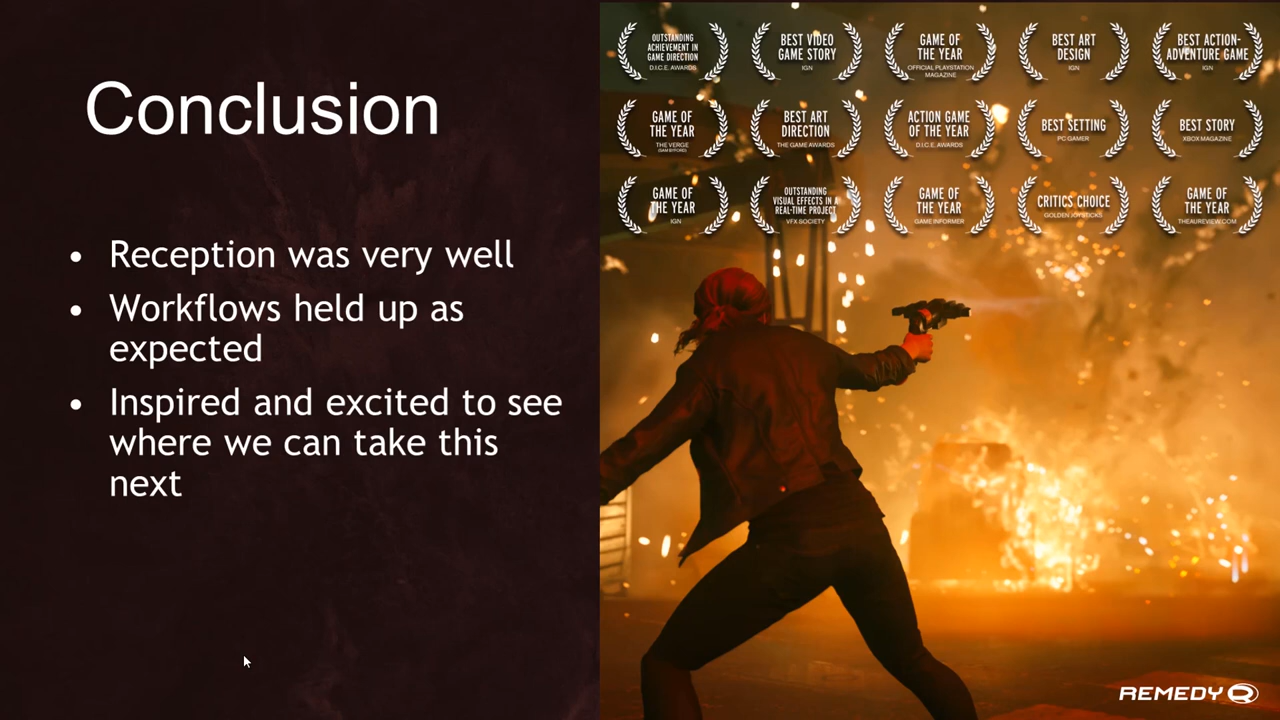 Conclusion
• Reception was very well
• Workflows held up as
expected
• Inspired and excited to see
where we can take this
next
OUTSTANDING
ACHIEVEMENT IN
GAME DIRECTION
D.I.C.E. AWARDS
BEST VIDEO
GAME STORY
IGN
GAME OF
THE YEAR
OFFICIAL PLAYSTATION
MAGAZINE
BEST ART
DESIGN
IGN
BEST ACTION-
ADVENTURE GAME
IGN
GAME OF
THE YEAR
THE VERGE
(SAM BYFORD)
BEST ART
DIRECTION
THE GAME AWARDS
ACTION GAME
OF THE YEAR
D.I.C.E. AWARDS
BEST SETTING
PC GAMER
BEST STORY
XBOX MAGAZINE
GAME OF
THE YEAR
IGN
OUTSTANDING
VISUAL EFFECTS IN A
REAL-TIME PROJECT
VFX SOCIETY
GAME OF
THE YEAR
GAME INFORMER
CRITICS CHOICE
GOLDEN JOYSTICKS
GAME OF
THE YEAR
THEAUREVIEW.COM
REMEDY